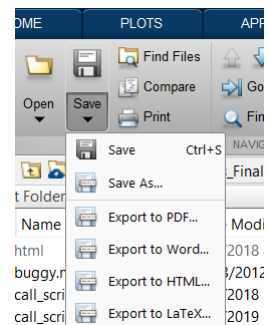 OME PLOTS APP
Find Files
Compare Go
Open Save Print Fin
NAVIG
Save Ctrl+S
_Final
Save As...
t Folder
Export to PDF...
Name Modi
html Export to Word... /2018
buggy.m /2012
Export to HTML...
call_scri /2018
call_scri Export to LaTeX... /2019